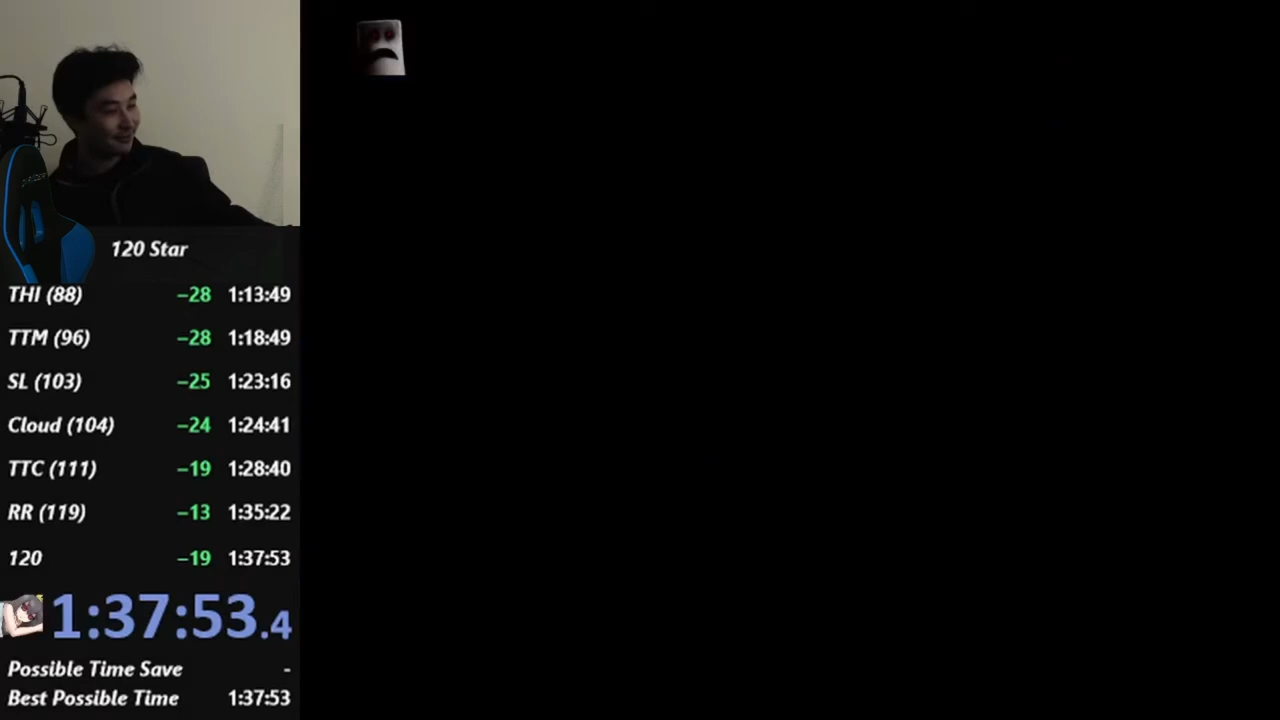 120 Star
THI (88) −28 1:13:49
TTM (96) −28 1:18:49
SL (103) −25 1:23:16
Cloud (104) −24 1:24:41
TTC (111) −19 1:28:40
RR (119) −13 1:35:22
120 −19 1:37:53
1:37:53.4
Possible Time Save -
Best Possible Time 1:37:53